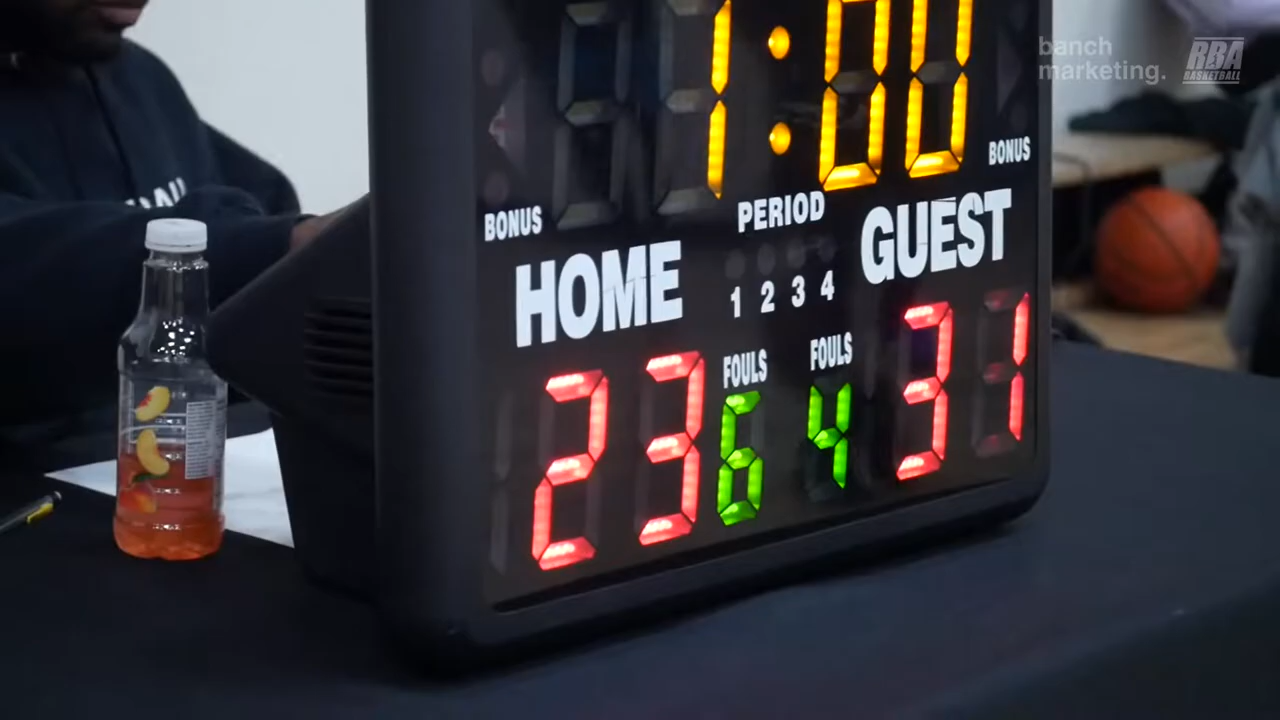 banch
marketing.
RBA
BASKETBALL
1:00
BONUS
BONUS
PERIOD
HOME
GUEST
1 2 3 4
FOULS
FOULS
23
6
4
31